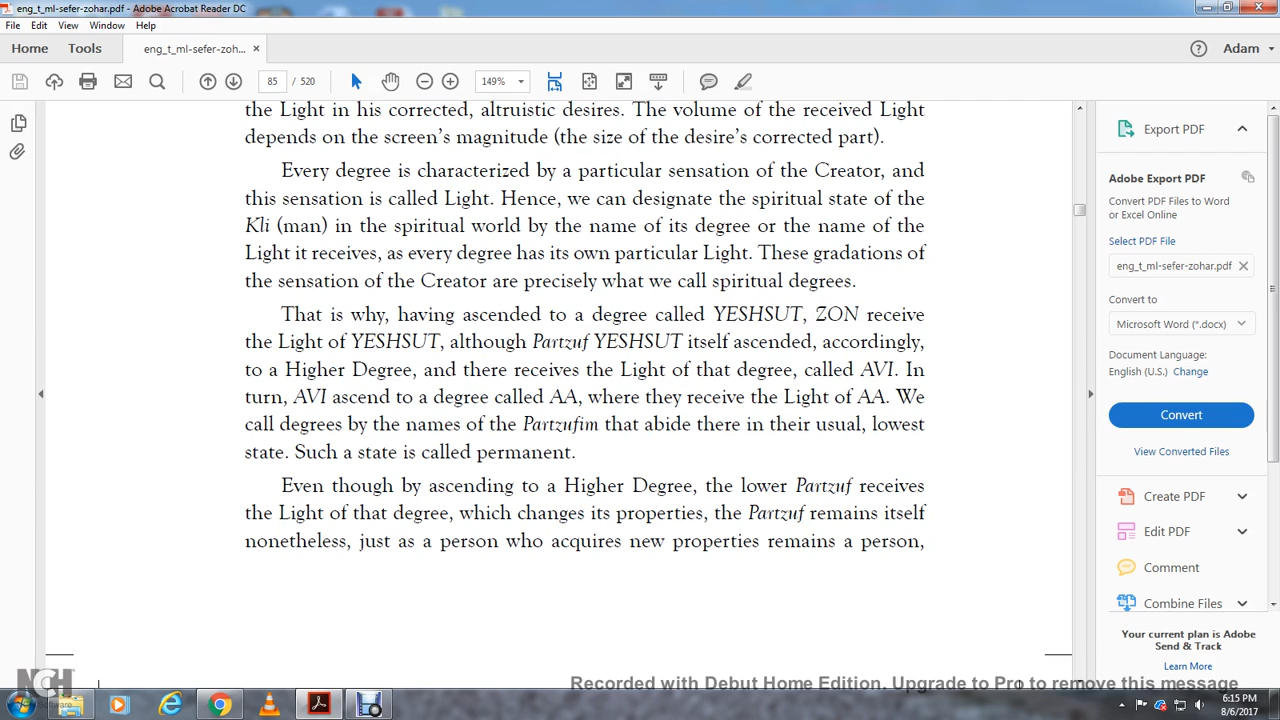 eng_t_ml-sefer-zohar.pdf - Adobe Acrobat Reader DC
File Edit View Window Help
Home Tools eng_t_ml-sefer-zoh... × Adam
85 / 520 149%
the Light in his corrected, altruistic desires. The volume of the received Light
depends on the screen's magnitude (the size of the desire's corrected part).
Every degree is characterized by a particular sensation of the Creator, and
this sensation is called Light. Hence, we can designate the spiritual state of the
Kli (man) in the spiritual world by the name of its degree or the name of the
Light it receives, as every degree has its own particular Light. These gradations of
the sensation of the Creator are precisely what we call spiritual degrees.
That is why, having ascended to a degree called YESHSUT, ZON receive
the Light of YESHSUT, although Partzuf YESHSUT itself ascended, accordingly,
to a Higher Degree, and there receives the Light of that degree, called AVI. In
turn, AVI ascend to a degree called AA, where they receive the Light of AA. We
call degrees by the names of the Partzufim that abide there in their usual, lowest
state. Such a state is called permanent.
Even though by ascending to a Higher Degree, the lower Partzuf receives
the Light of that degree, which changes its properties, the Partzuf remains itself
nonetheless, just as a person who acquires new properties remains a person,
Export PDF
Adobe Export PDF
Convert PDF Files to Word
or Excel Online
Select PDF File
eng_t_ml-sefer-zohar.pdf ×
Convert to
Microsoft Word (*.docx)
Document Language:
English (U.S.) Change
Convert
View Converted Files
Create PDF
Edit PDF
Comment
Combine Files
Your current plan is Adobe
Send & Track
Learn More
NCH
Software
Recorded with Debut Home Edition. Upgrade to Pro to remove this message
6:15 PM
8/6/2017